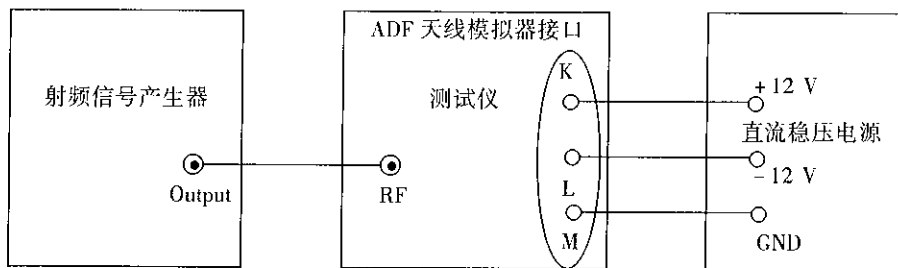 ADF 天线模拟器接口
射频信号产生器
Output
测试仪
RF
K
L
M
+12 V
直流稳压电源
-12 V
GND